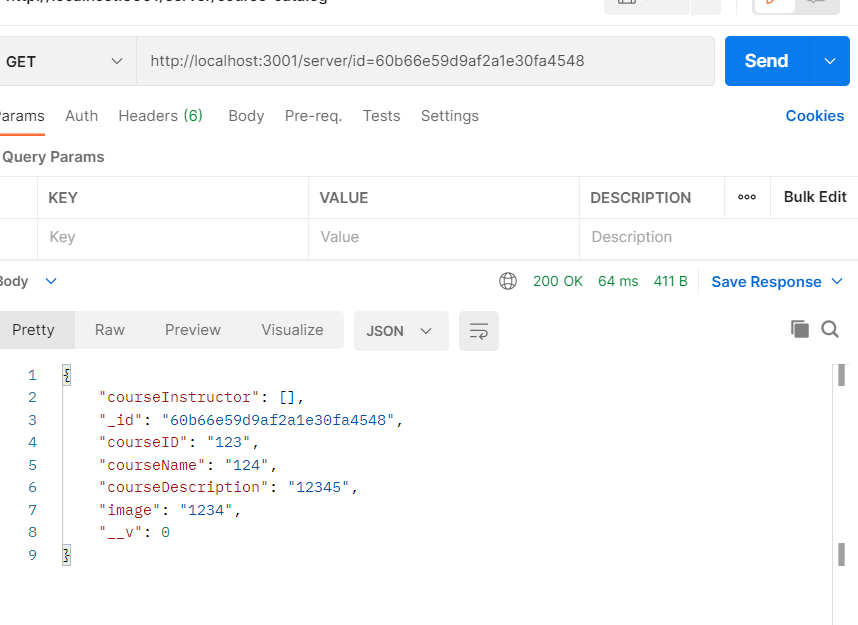 GET http://localhost:3001/server/id=60b66e59d9af2a1e30fa4548 Send
Params Auth Headers (6) Body Pre-req. Tests Settings Cookies
Query Params
KEY VALUE DESCRIPTION ooo Bulk Edit
Key Value Description
Body 200 OK 64 ms 411 B Save Response
Pretty Raw Preview Visualize JSON
1 {
2 "courseInstructor": [],
3 "_id": "60b66e59d9af2a1e30fa4548",
4 "courseID": "123",
5 "courseName": "124",
6 "courseDescription": "12345",
7 "image": "1234",
8 "__v": 0
9 }